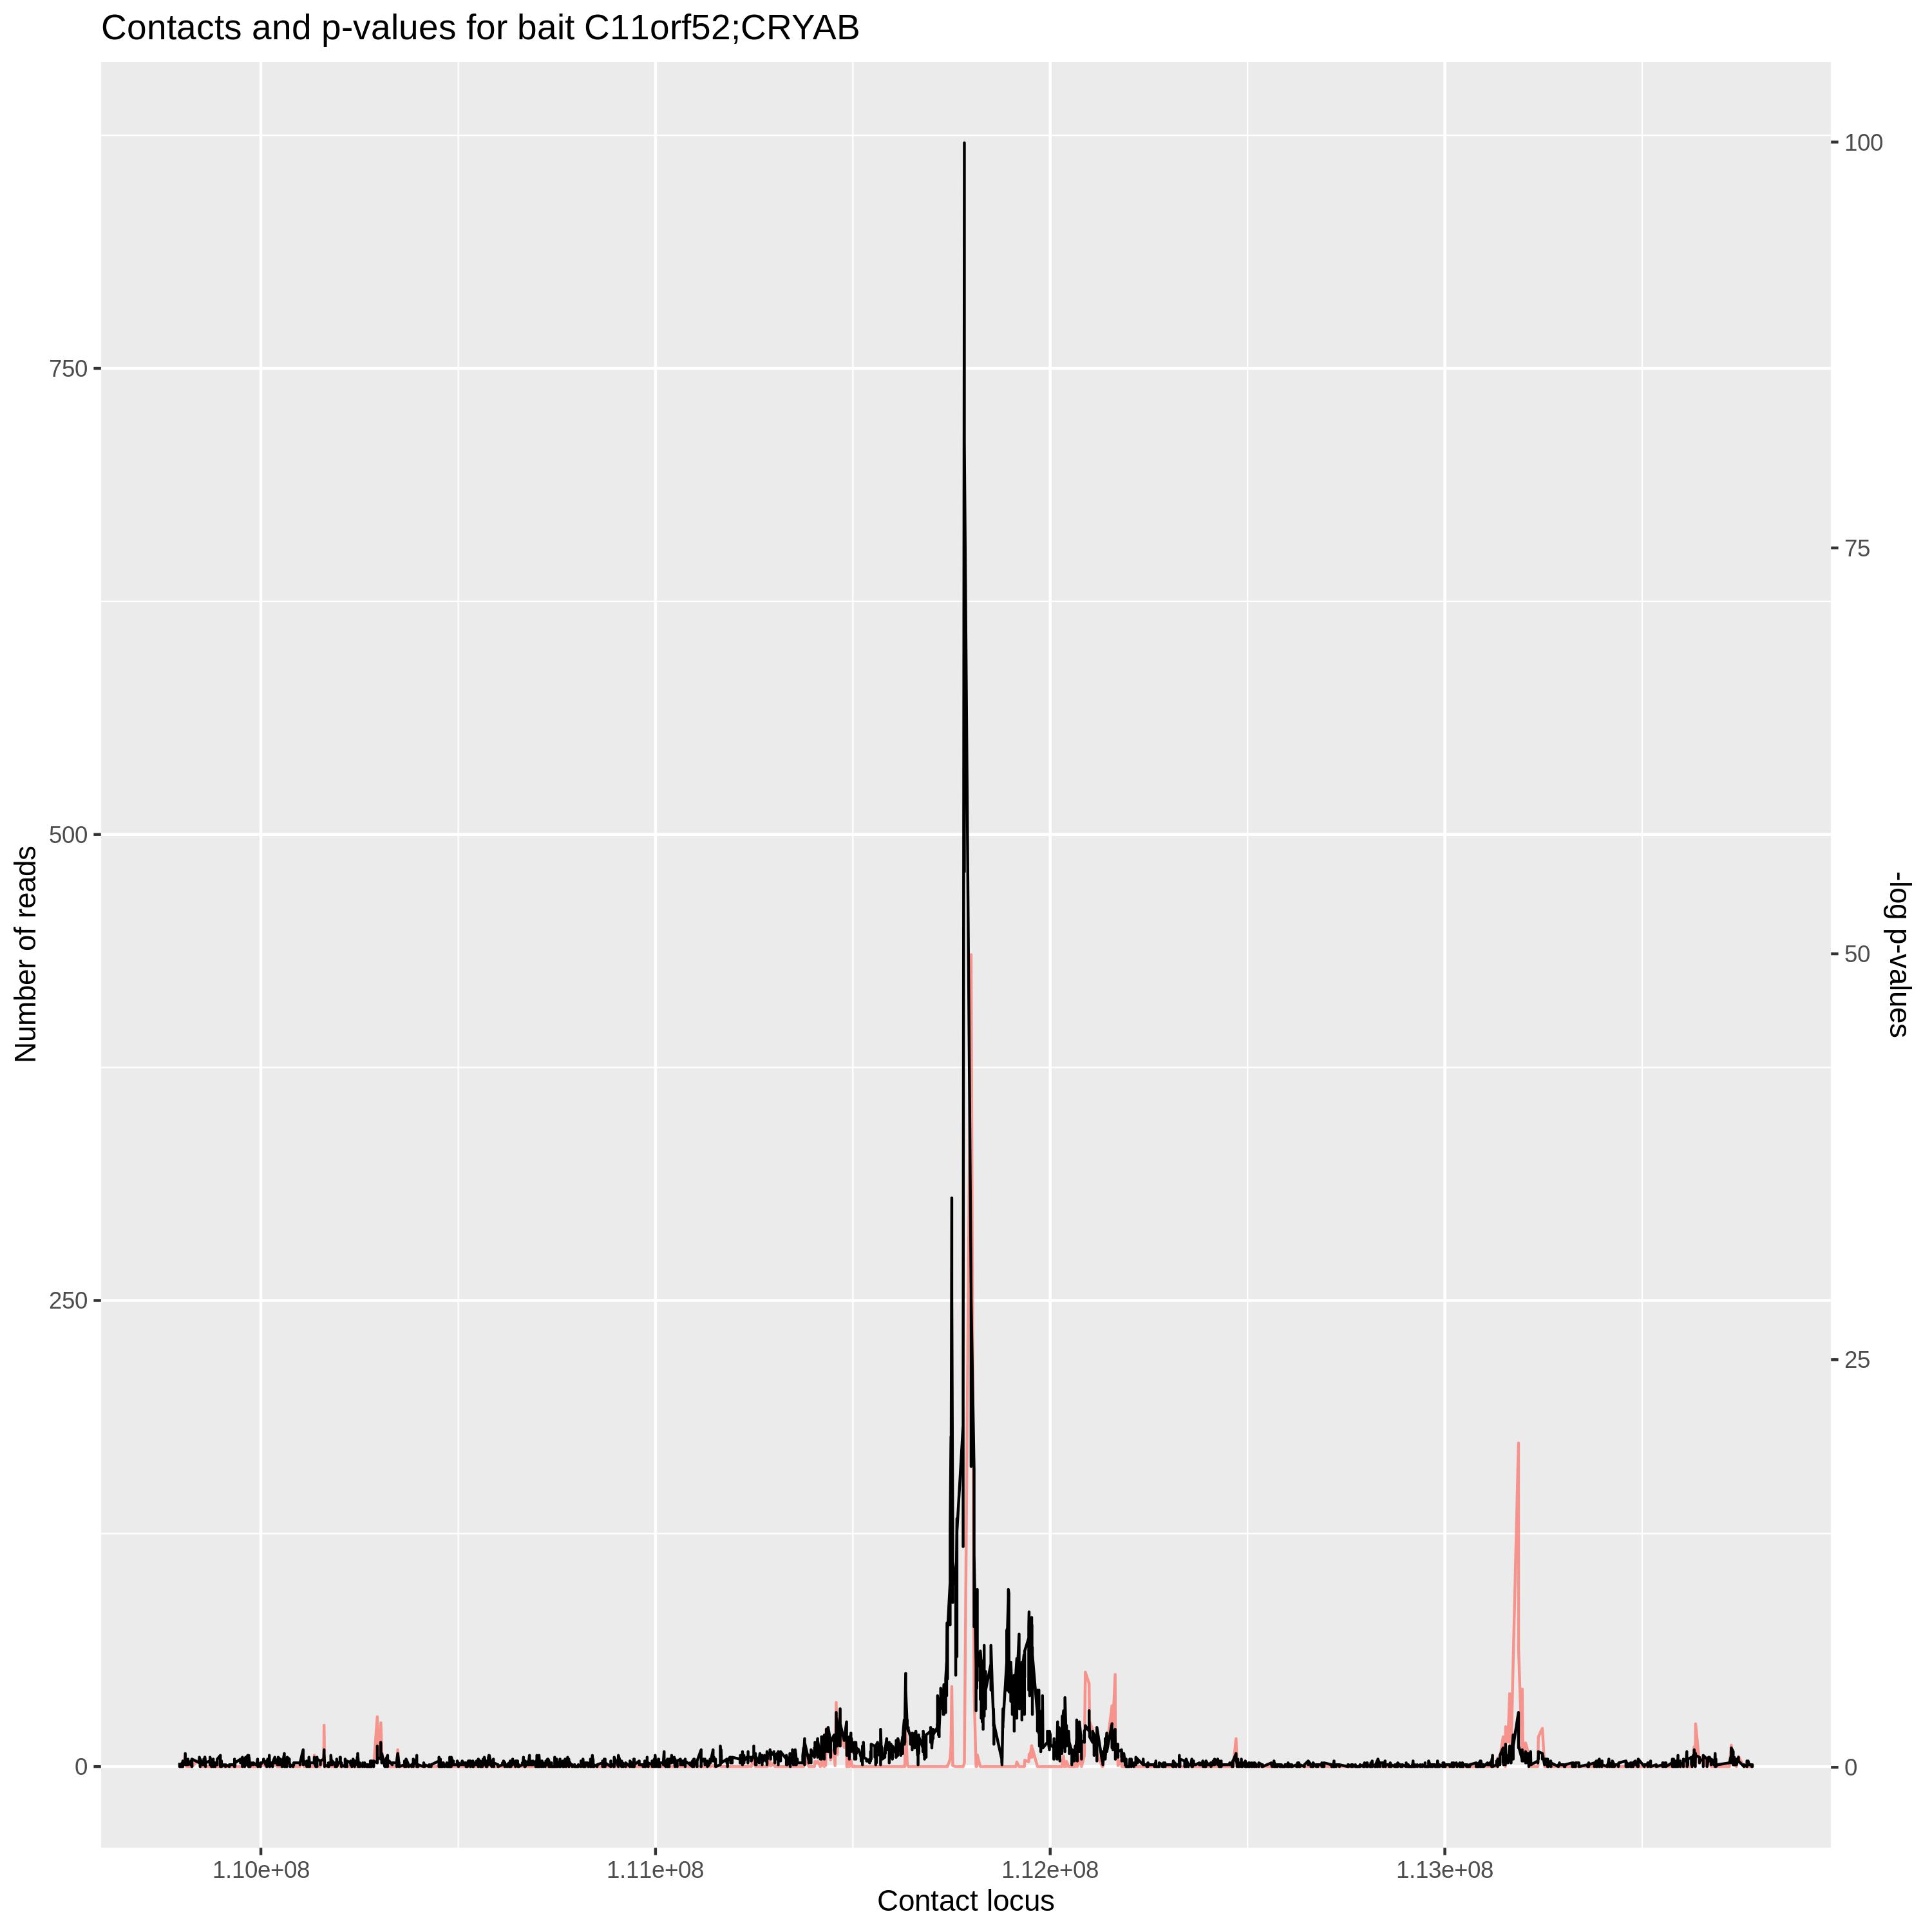 Contacts and p-values for bait C11orf52;CRYAB
100
750
75
500
50
250
25
0
0
Number of reads
-log p-values
1.10e+08
1.11e+08
1.12e+08
1.13e+08
Contact locus